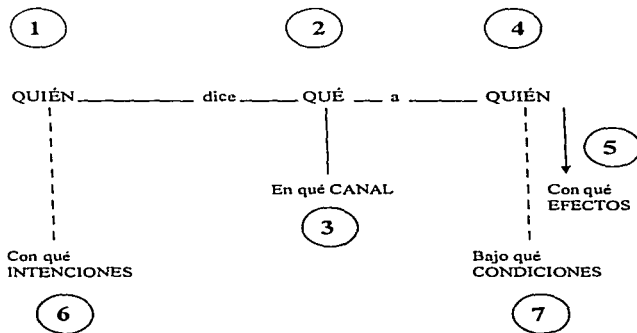 1 2 4
QUIÉN dice QUÉ a QUIÉN
5
En qué CANAL
3
Con qué
EFECTOS
Con qué
INTENCIONES
6
Bajo qué
CONDICIONES
7